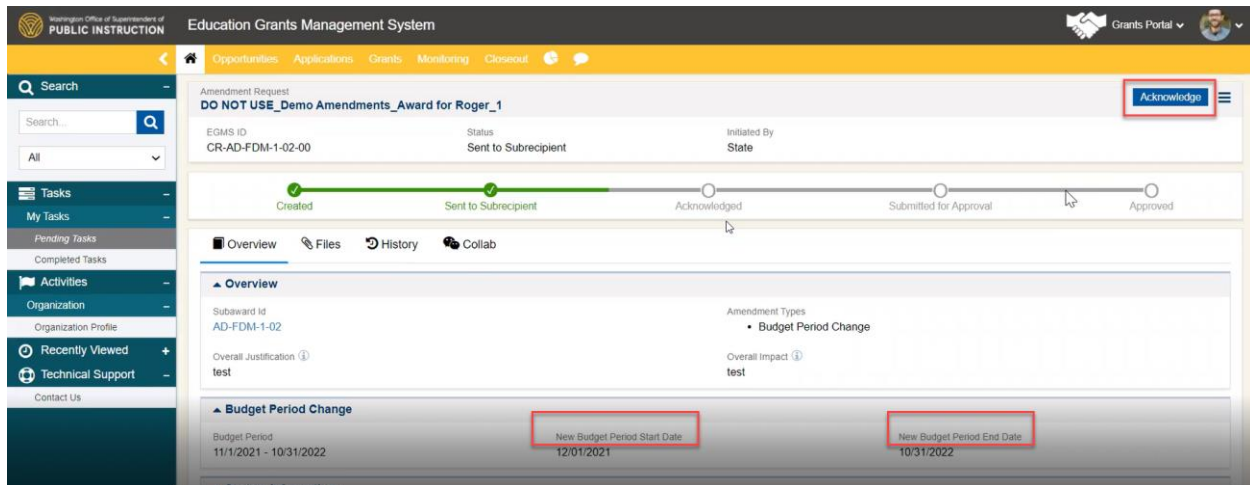 Washington Office of Superintendent of
PUBLIC INSTRUCTION
Education Grants Management System
Grants Portal
Opportunities Applications Grants Monitoring Closeout
Search
Search...
All
Tasks
My Tasks
Pending Tasks
Completed Tasks
Activities
Organization
Organization Profile
Recently Viewed
Technical Support
Contact Us
Amendment Request
DO NOT USE_Demo Amendments_Award for Roger_1
Acknowledge
EGMS ID Status Initiated By
CR-AD-FDM-1-02-00 Sent to Subrecipient State
Created Sent to Subrecipient Acknowledged Submitted for Approval Approved
Overview Files History Collab
Overview
Subaward Id Amendment Types
AD-FDM-1-02 • Budget Period Change
Overall Justification Overall Impact
test test
Budget Period Change
Budget Period New Budget Period Start Date New Budget Period End Date
11/1/2021 - 10/31/2022 12/01/2021 10/31/2022